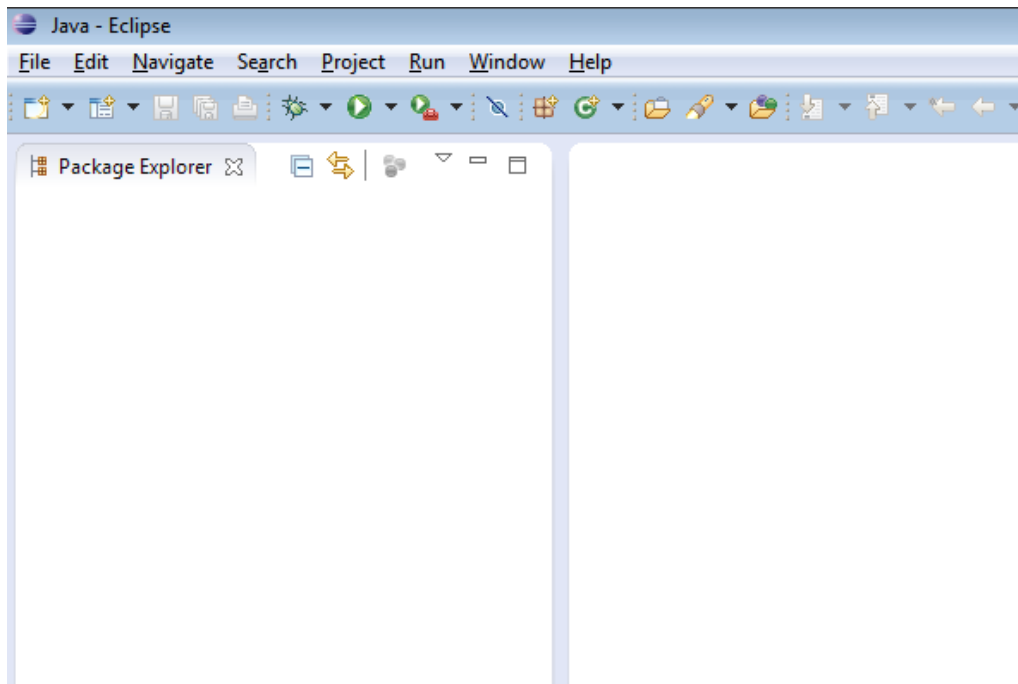 Java - Eclipse
File Edit Navigate Search Project Run Window Help
Package Explorer